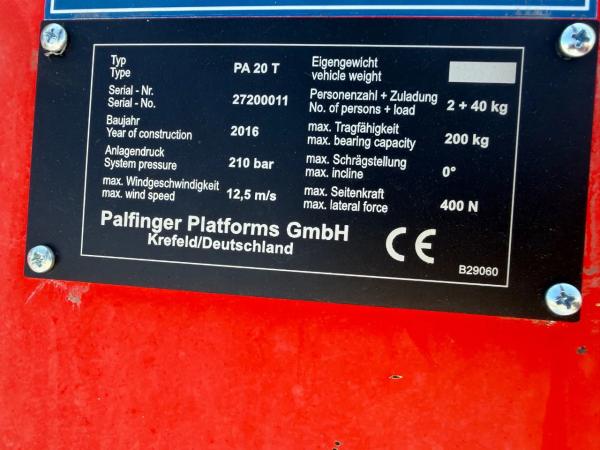 Typ
Type PA 20 T
Serial - Nr.
Serial - No. 27200011
Baujahr
Year of construction 2016
Anlagendruck
System pressure 210 bar
max. Windgeschwindigkeit
max. wind speed 12,5 m/s
Eigengewicht
vehicle weight
Personenzahl + Zuladung
No. of persons + load 2 + 40 kg
max. Tragfähigkeit
max. bearing capacity 200 kg
max. Schrägstellung
max. incline 0°
max. Seitenkraft
max. lateral force 400 N
Palfinger Platforms GmbH
Krefeld/Deutschland
CE
B29060